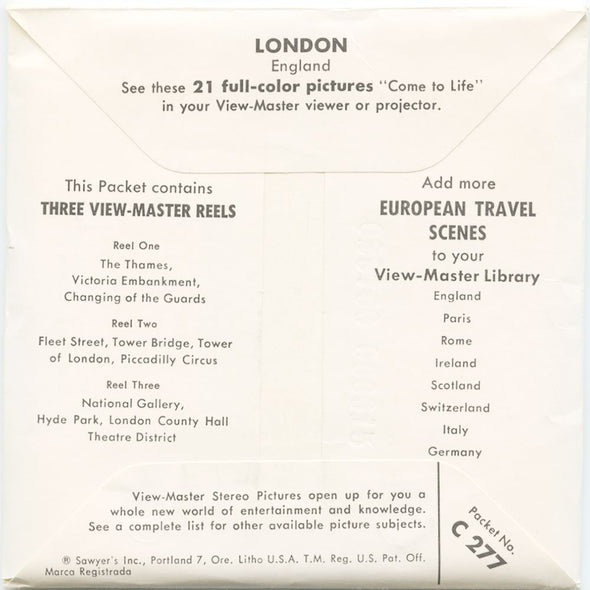 LONDON
England
See these 21 full-color pictures "Come to Life"
in your View-Master viewer or projector.
This Packet contains
THREE VIEW-MASTER REELS
Reel One
The Thames,
Victoria Embankment,
Changing of the Guards
Reel Two
Fleet Street, Tower Bridge, Tower
of London, Piccadilly Circus
Reel Three
National Gallery,
Hyde Park, London County Hall
Theatre District
Add more
EUROPEAN TRAVEL
SCENES
to your
View-Master Library
England
Paris
Rome
Ireland
Scotland
Switzerland
Italy
Germany
View-Master Stereo Pictures open up for you a
whole new world of entertainment and knowledge.
See a complete list for other available picture subjects.
® Sawyer's Inc., Portland 7, Ore. Litho U.S.A. T.M. Reg. U.S. Pat. Off.
Marca Registrada
Packet No.
C 277